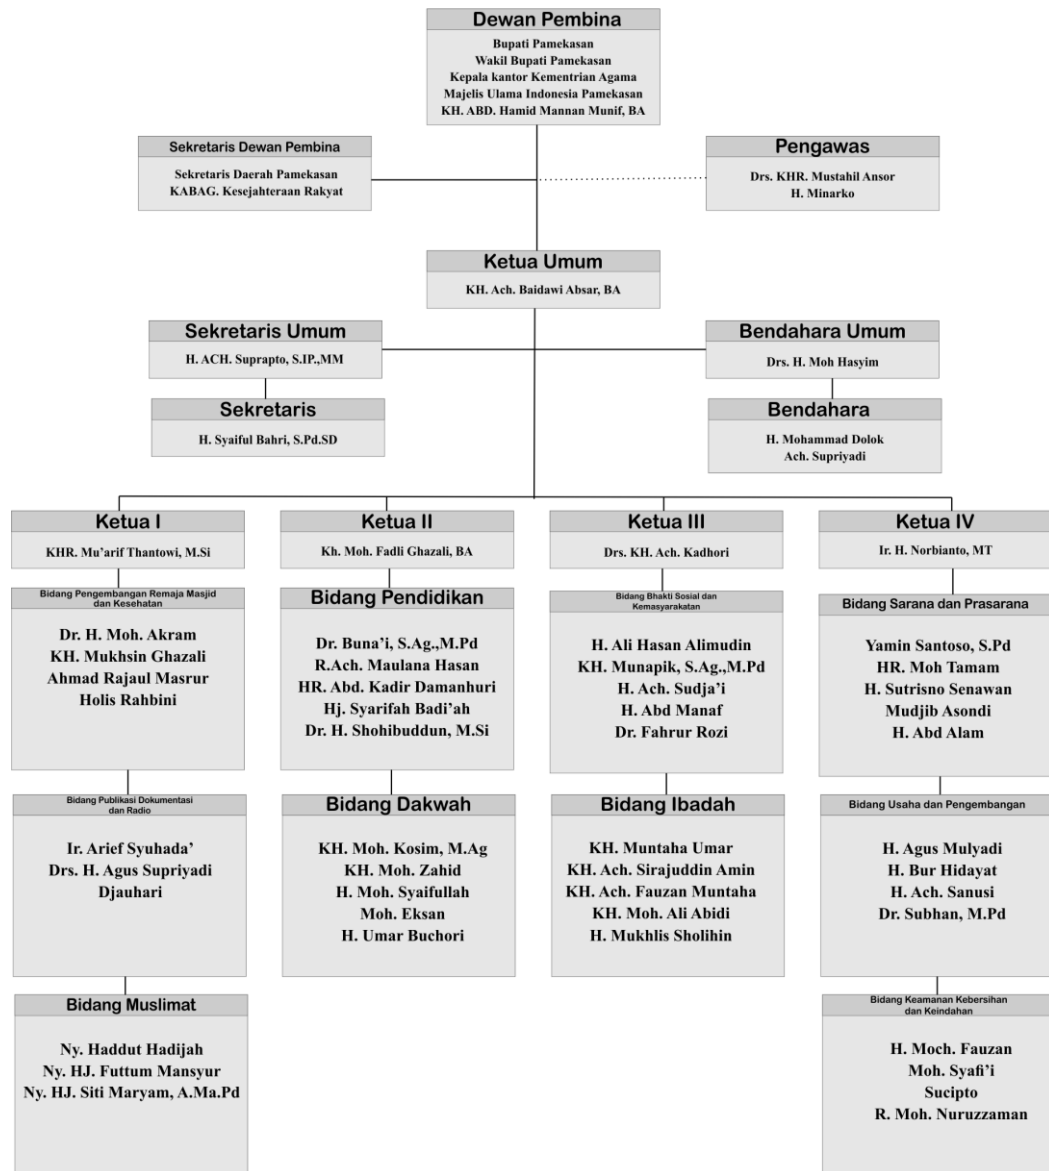 Dewan Pembina
Bupati Pamekasan
Wakil Bupati Pamekasan
Kepala kantor Kementrian Agama
Majelis Ulama Indonesia Pamekasan
KH. ABD. Hamid Mannan Munif, BA
Sekretaris Dewan Pembina
Sekretaris Daerah Pamekasan
KABAG. Kesejahteraan Rakyat
Pengawas
Drs. KHR. Mustahil Ansor
H. Minarko
Ketua Umum
KH. Ach. Baidawi Absar, BA
Sekretaris Umum
H. ACH. Suprapto, S.IP.,MM
Bendahara Umum
Drs. H. Moh Hasyim
Sekretaris
H. Syaiful Bahri, S.Pd.SD
Bendahara
H. Mohammad Dolok
Ach. Supriyadi
Ketua I
KHR. Mu’arif Thantowi, M.Si
Bidang Pengembangan Remaja Masjid
dan Kesehatan
Dr. H. Moh. Akram
KH. Mukhsin Ghazali
Ahmad Rajaul Masrur
Holis Rahbini
Bidang Publikasi Dokumentasi
dan Radio
Ir. Arief Syuhada’
Drs. H. Agus Supriyadi
Djauhari
Bidang Muslimat
Ny. Haddut Hadijah
Ny. HJ. Futtum Mansyur
Ny. HJ. Siti Maryam, A.Ma.Pd
Ketua II
Kh. Moh. Fadli Ghazali, BA
Bidang Pendidikan
Dr. Buna’i, S.Ag.,M.Pd
R.Ach. Maulana Hasan
HR. Abd. Kadir Damanhuri
Hj. Syarifah Badi’ah
Dr. H. Shohibuddun, M.Si
Bidang Dakwah
KH. Moh. Kosim, M.Ag
KH. Moh. Zahid
H. Moh. Syaifullah
Moh. Eksan
H. Umar Buchori
Ketua III
Drs. KH. Ach. Kadhori
Bidang Bhakti Sosial dan
Kemasyarakatan
H. Ali Hasan Alimudin
KH. Munapik, S.Ag.,M.Pd
H. Ach. Sudja’i
H. Abd Manaf
Dr. Fahrur Rozi
Bidang Ibadah
KH. Muntaha Umar
KH. Ach. Sirajuddin Amin
KH. Ach. Fauzan Muntaha
KH. Moh. Ali Abidi
H. Mukhlis Sholihin
Ketua IV
Ir. H. Norbianto, MT
Bidang Sarana dan Prasarana
Yamin Santoso, S.Pd
HR. Moh Tamam
H. Sutrisno Senawan
Mudjib Asondi
H. Abd Alam
Bidang Usaha dan Pengembangan
H. Agus Mulyadi
H. Bur Hidayat
H. Ach. Sanusi
Dr. Subhan, M.Pd
Bidang Keamanan Kebersihan
dan Keindahan
H. Moch. Fauzan
Moh. Syafi’i
Sucipto
R. Moh. Nuruzzaman